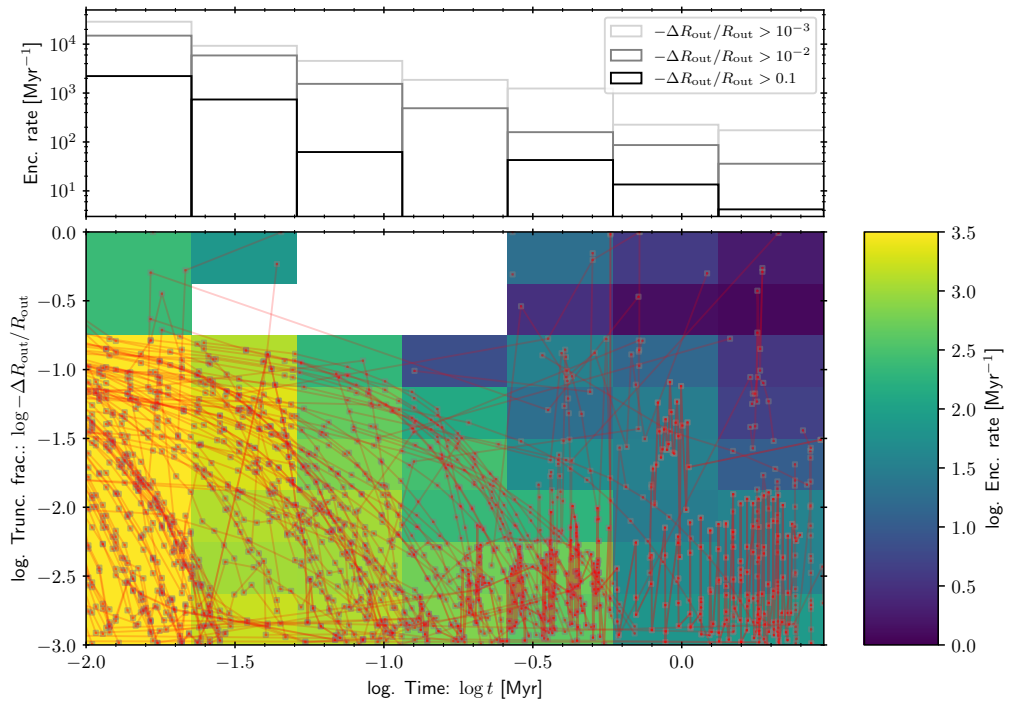 10⁴
10³
10²
10¹
Enc. rate [Myr⁻¹]
−ΔR_out/R_out > 10⁻³
−ΔR_out/R_out > 10⁻²
−ΔR_out/R_out > 0.1
0.0
−0.5
−1.0
−1.5
−2.0
−2.5
−3.0
log. Trunc. frac.: log −ΔR_out/R_out
−2.0 −1.5 −1.0 −0.5 0.0
log. Time: log t [Myr]
3.5
3.0
2.5
2.0
1.5
1.0
0.5
0.0
log. Enc. rate [Myr⁻¹]